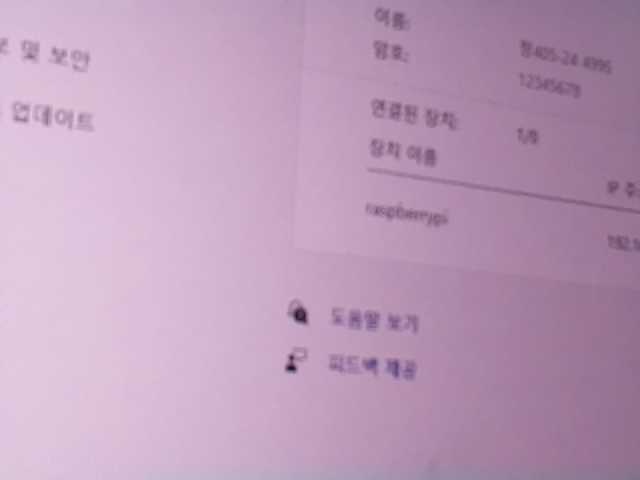 이름:
암호:
12345678
및 보안
업데이트
연결된 장치: 1/8
장치 이름
raspberrypi
도움말 보기
피드백 제공